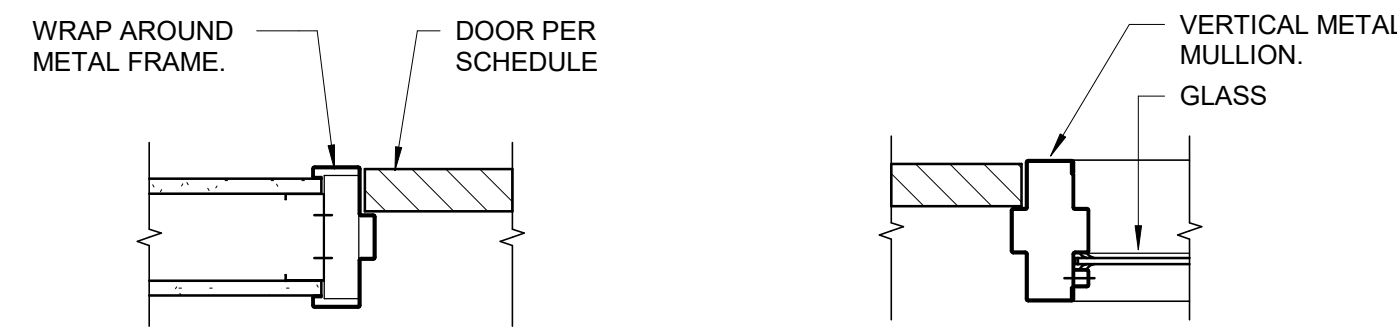 WRAP AROUND
METAL FRAME.
DOOR PER
SCHEDULE
VERTICAL METAL
MULLION.
GLASS